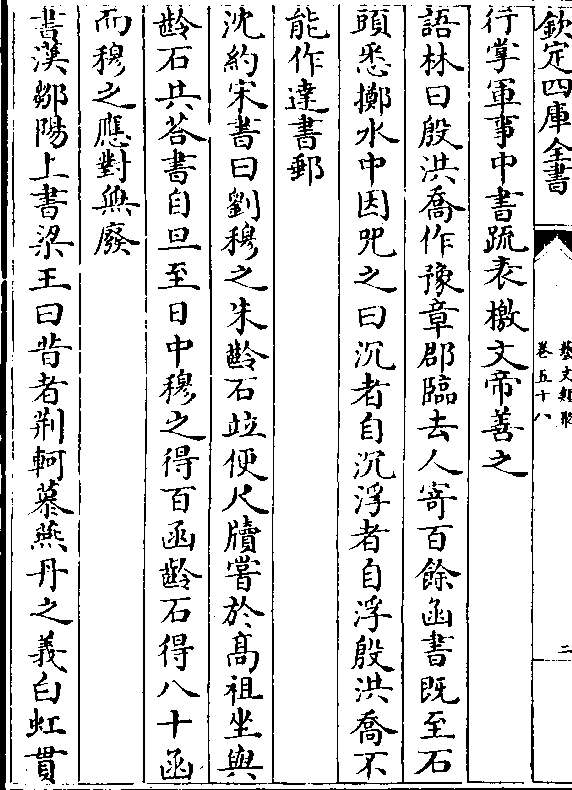 欽定四庫全書
藝文類聚
卷五十八
二
行掌軍事中書疏表檄文帝善之
語林曰殷洪喬作豫章郡臨去人寄百餘函書既至石
頭悉擲水中因咒之曰沉者自沉浮者自浮殷洪喬不
能作達書郵
沈約宋書曰劉穆之朱齡石竝便尺牘嘗於髙祖坐與
齡石共荅書自旦至日中穆之得百函齡石得八十函
而穆之應對無廢
書漢鄒陽上書梁王曰昔者荆軻慕燕丹之義白虹貫